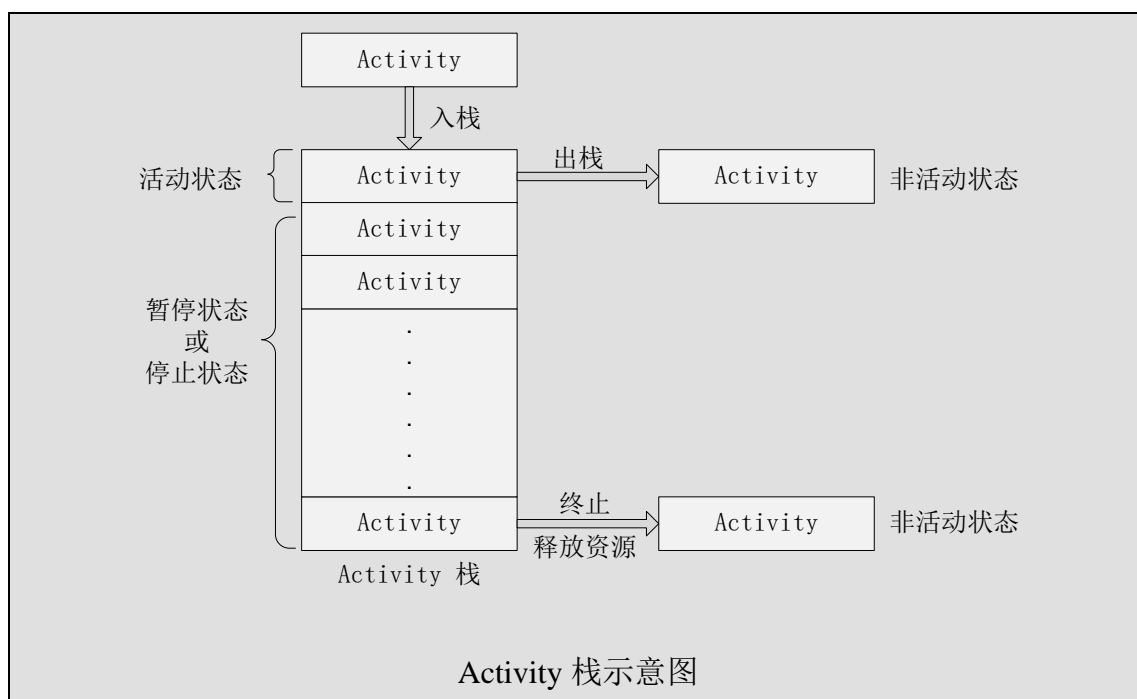 Activity
入栈
活动状态
Activity
出栈
Activity
非活动状态
Activity
Activity
暂停状态
或
停止状态
Activity
终止
释放资源
Activity
非活动状态
Activity 栈
Activity 栈示意图